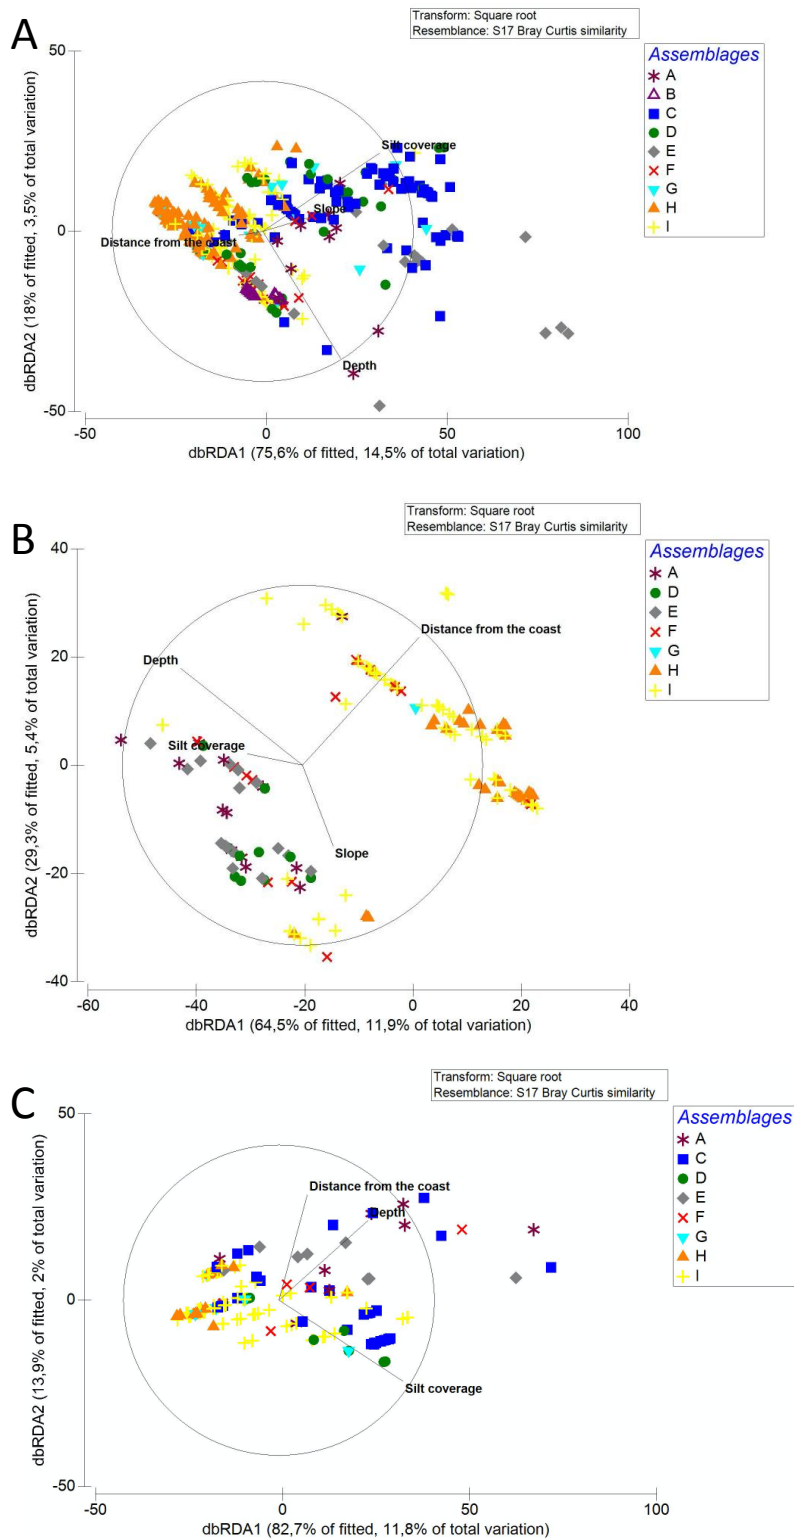 A
Transform: Square root
Resemblance: S17 Bray Curtis similarity
Assemblages
A
B
C
D
E
F
G
H
I
50
0
-50
dbRDA2 (18% of fitted, 3,5% of total variation)
Silt coverage
Slope
Distance from the coast
Depth
-50
0
50
100
dbRDA1 (75,6% of fitted, 14,5% of total variation)
B
Transform: Square root
Resemblance: S17 Bray Curtis similarity
Assemblages
A
D
E
F
G
H
I
40
20
0
-20
-40
dbRDA2 (29,3% of fitted, 5,4% of total variation)
Distance from the coast
Depth
Silt coverage
Slope
-60
-40
-20
0
20
40
dbRDA1 (64,5% of fitted, 11,9% of total variation)
C
Transform: Square root
Resemblance: S17 Bray Curtis similarity
Assemblages
A
C
D
E
F
G
H
I
50
0
-50
dbRDA2 (13,9% of fitted, 2% of total variation)
Distance from the coast
Depth
Silt coverage
-50
0
50
100
dbRDA1 (82,7% of fitted, 11,8% of total variation)